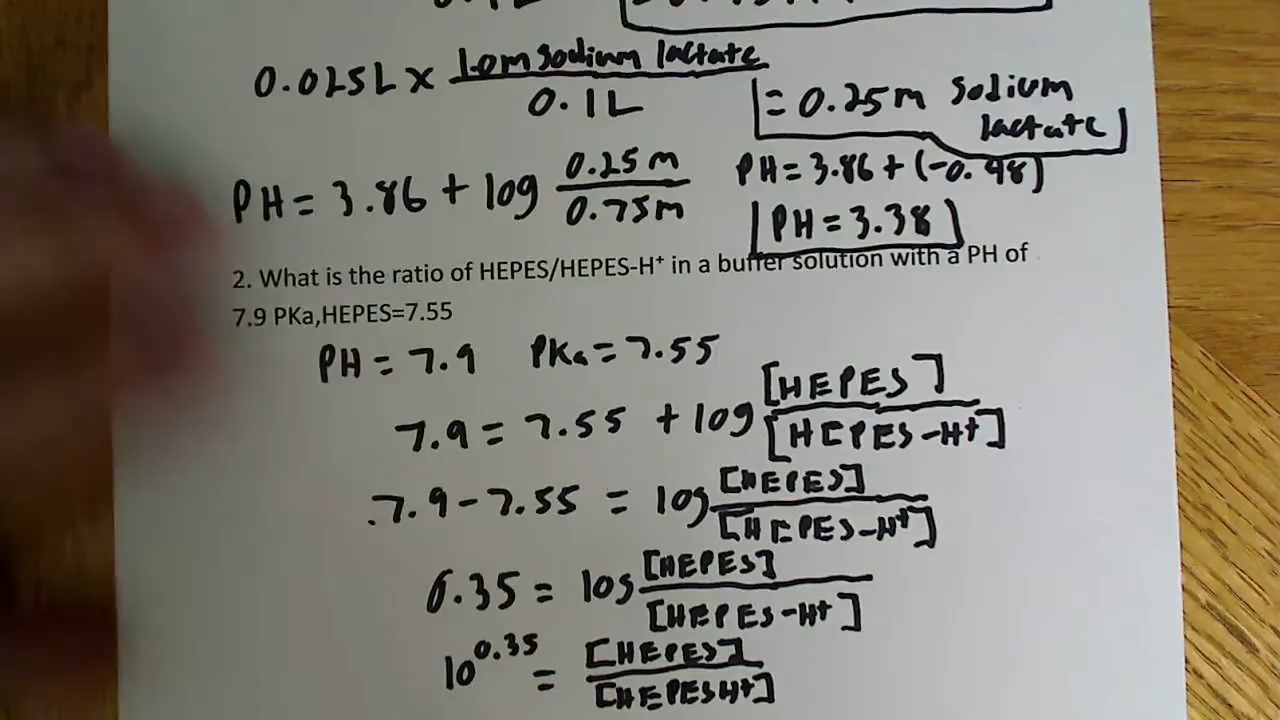 0.025L x 1.0m sodium lactate
0.1L
= 0.25m sodium
lactate
PH = 3.86 + log 0.25m
0.75m
PH = 3.86 + (-0.48)
PH = 3.38
2. What is the ratio of HEPES/HEPES-H⁺ in a buffer solution with a PH of
7.9 PKa,HEPES=7.55
PH = 7.9 PKa = 7.55
7.9 = 7.55 + log [HEPES]
[HEPES-H+]
7.9 - 7.55 = log [HEPES]
[HEPES-H+]
0.35 = log [HEPES]
[HEPES-H+]
10^0.35 = [HEPES]
[HEPESH+]